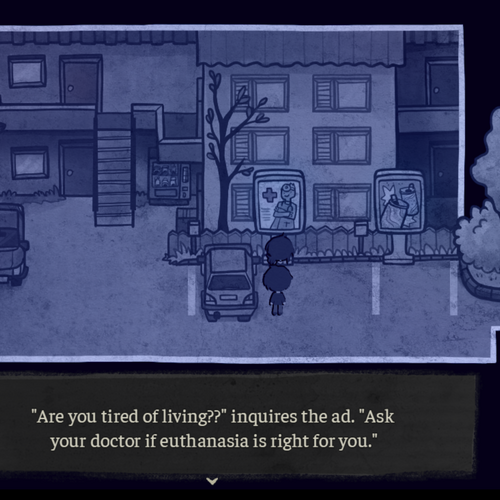 "Are you tired of living??" inquires the ad. "Ask
your doctor if euthanasia is right for you."